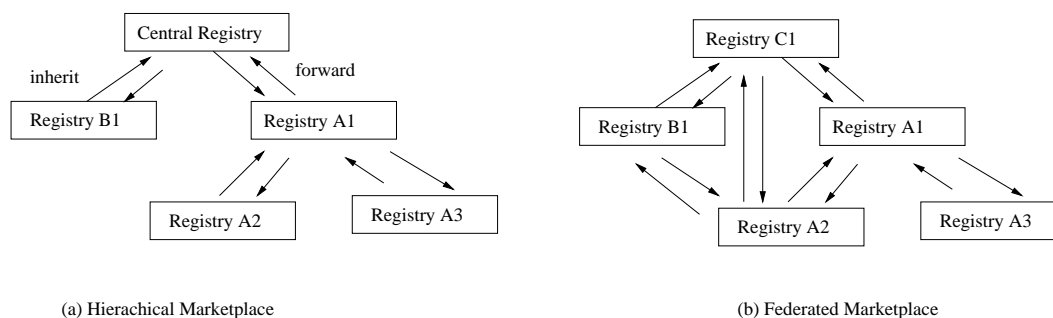 Central Registry
inherit
forward
Registry B1
Registry A1
Registry A2
Registry A3
(a) Hierachical Marketplace
Registry C1
Registry B1
Registry A1
Registry A2
Registry A3
(b) Federated Marketplace